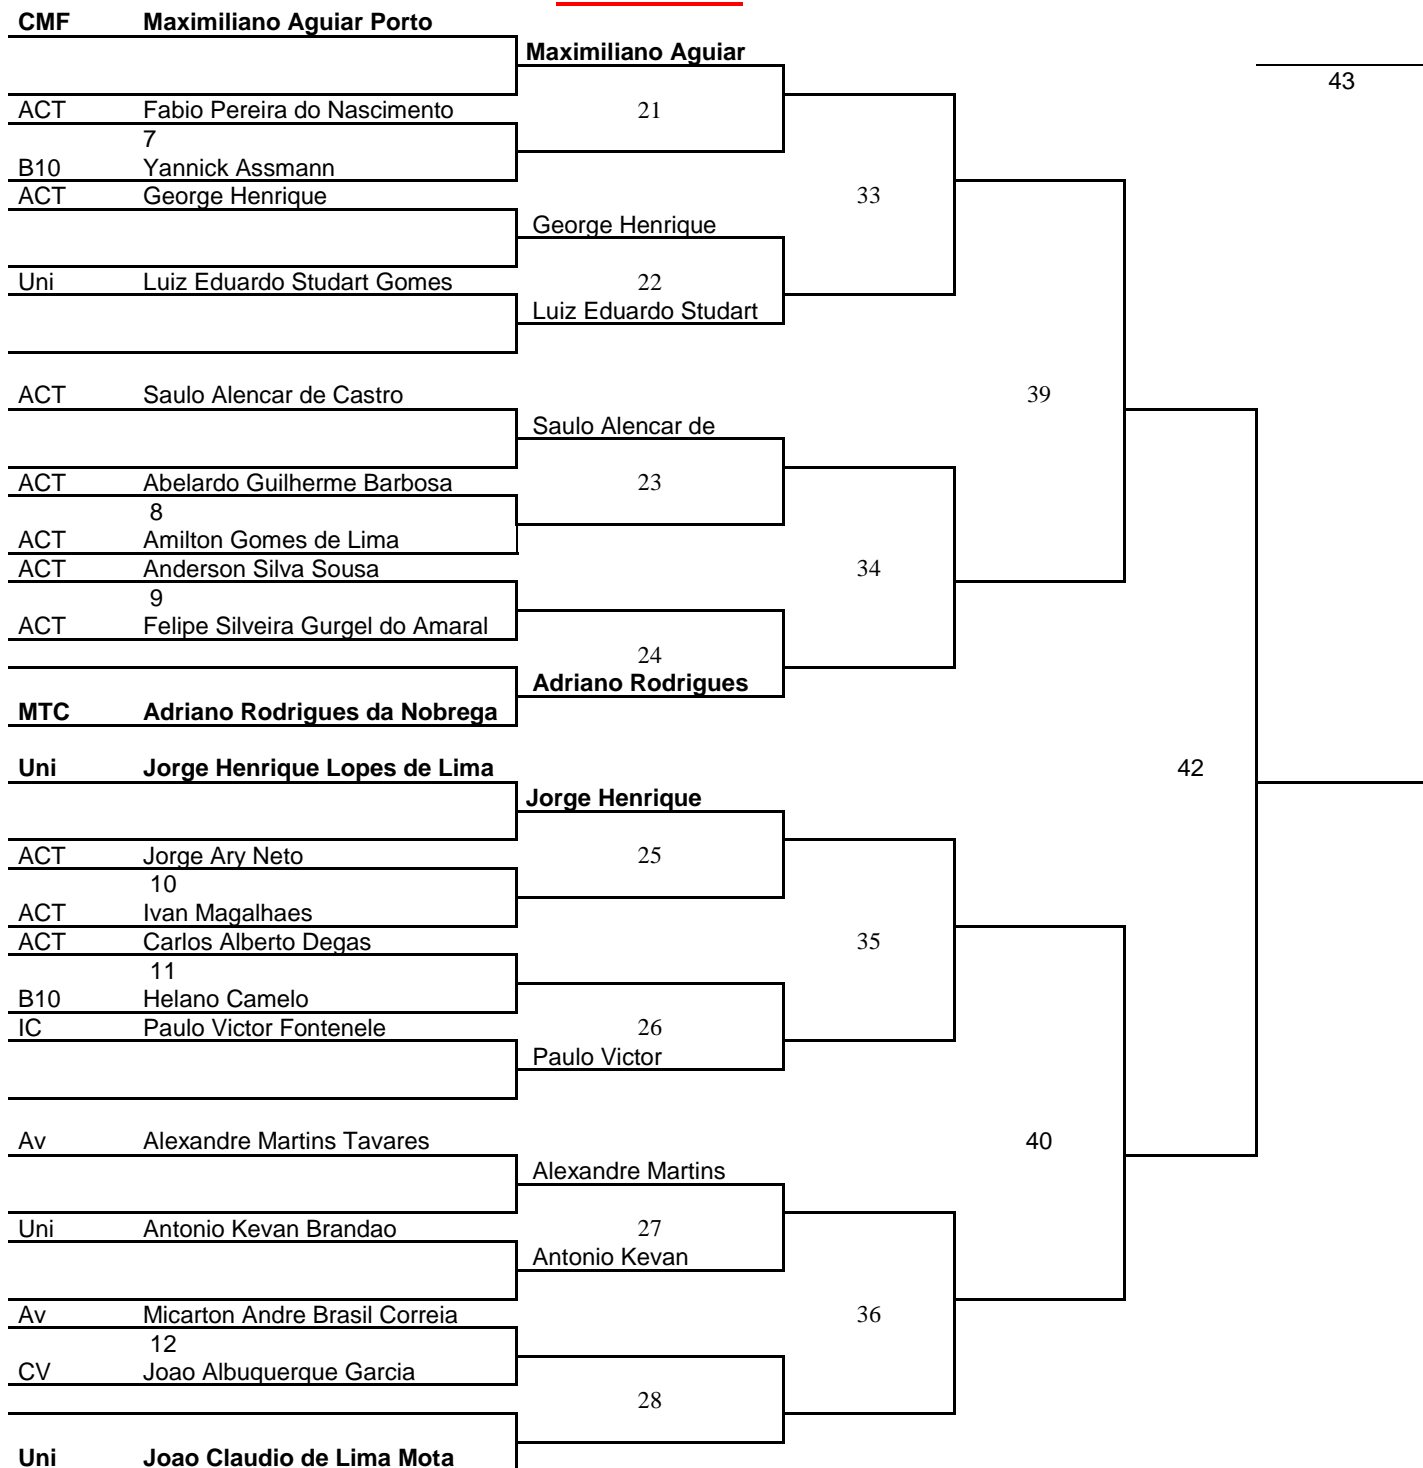 CMF Maximiliano Aguiar Porto
Maximiliano Aguiar
43
ACT Fabio Pereira do Nascimento 21
7
B10 Yannick Assmann
ACT George Henrique 33
George Henrique
Uni Luiz Eduardo Studart Gomes 22
Luiz Eduardo Studart
ACT Saulo Alencar de Castro 39
Saulo Alencar de
ACT Abelardo Guilherme Barbosa 23
8
ACT Amilton Gomes de Lima
ACT Anderson Silva Sousa 34
9
ACT Felipe Silveira Gurgel do Amaral
24
Adriano Rodrigues
MTC Adriano Rodrigues da Nobrega
Uni Jorge Henrique Lopes de Lima 42
Jorge Henrique
ACT Jorge Ary Neto 25
10
ACT Ivan Magalhaes
ACT Carlos Alberto Degas 35
11
B10 Helano Camelo
IC Paulo Victor Fontenele 26
Paulo Victor
Av Alexandre Martins Tavares 40
Alexandre Martins
Uni Antonio Kevan Brandao 27
Antonio Kevan
Av Micarton Andre Brasil Correia 36
12
CV Joao Albuquerque Garcia
28
Uni Joao Claudio de Lima Mota